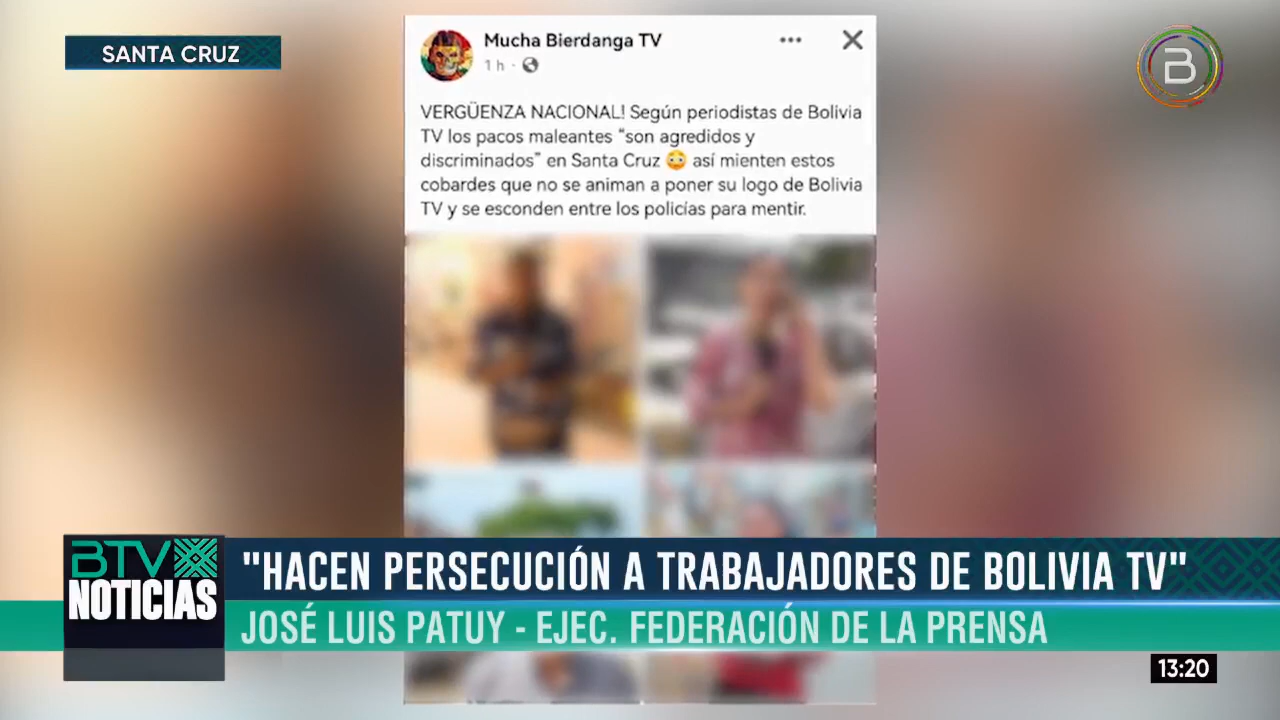 SANTA CRUZ
Mucha Bierdanga TV
1 h
VERGÜENZA NACIONAL! Según periodistas de Bolivia
TV los pacos maleantes “son agredidos y
discriminados” en Santa Cruz 😳 así mienten estos
cobardes que no se animan a poner su logo de Bolivia
TV y se esconden entre los policías para mentir.
B
BTV
NOTICIAS
"HACEN PERSECUCIÓN A TRABAJADORES DE BOLIVIA TV"
JOSÉ LUIS PATUY - EJEC. FEDERACIÓN DE LA PRENSA
13:20